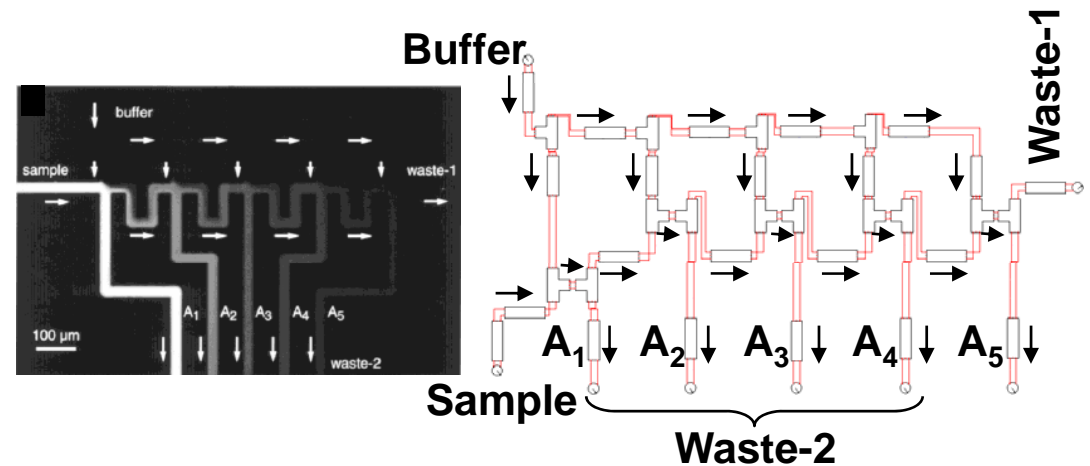 buffer
sample
waste-1
A1 A2 A3 A4 A5
100 µm
waste-2
Buffer
Waste-1
A1 A2 A3 A4 A5
Sample
Waste-2